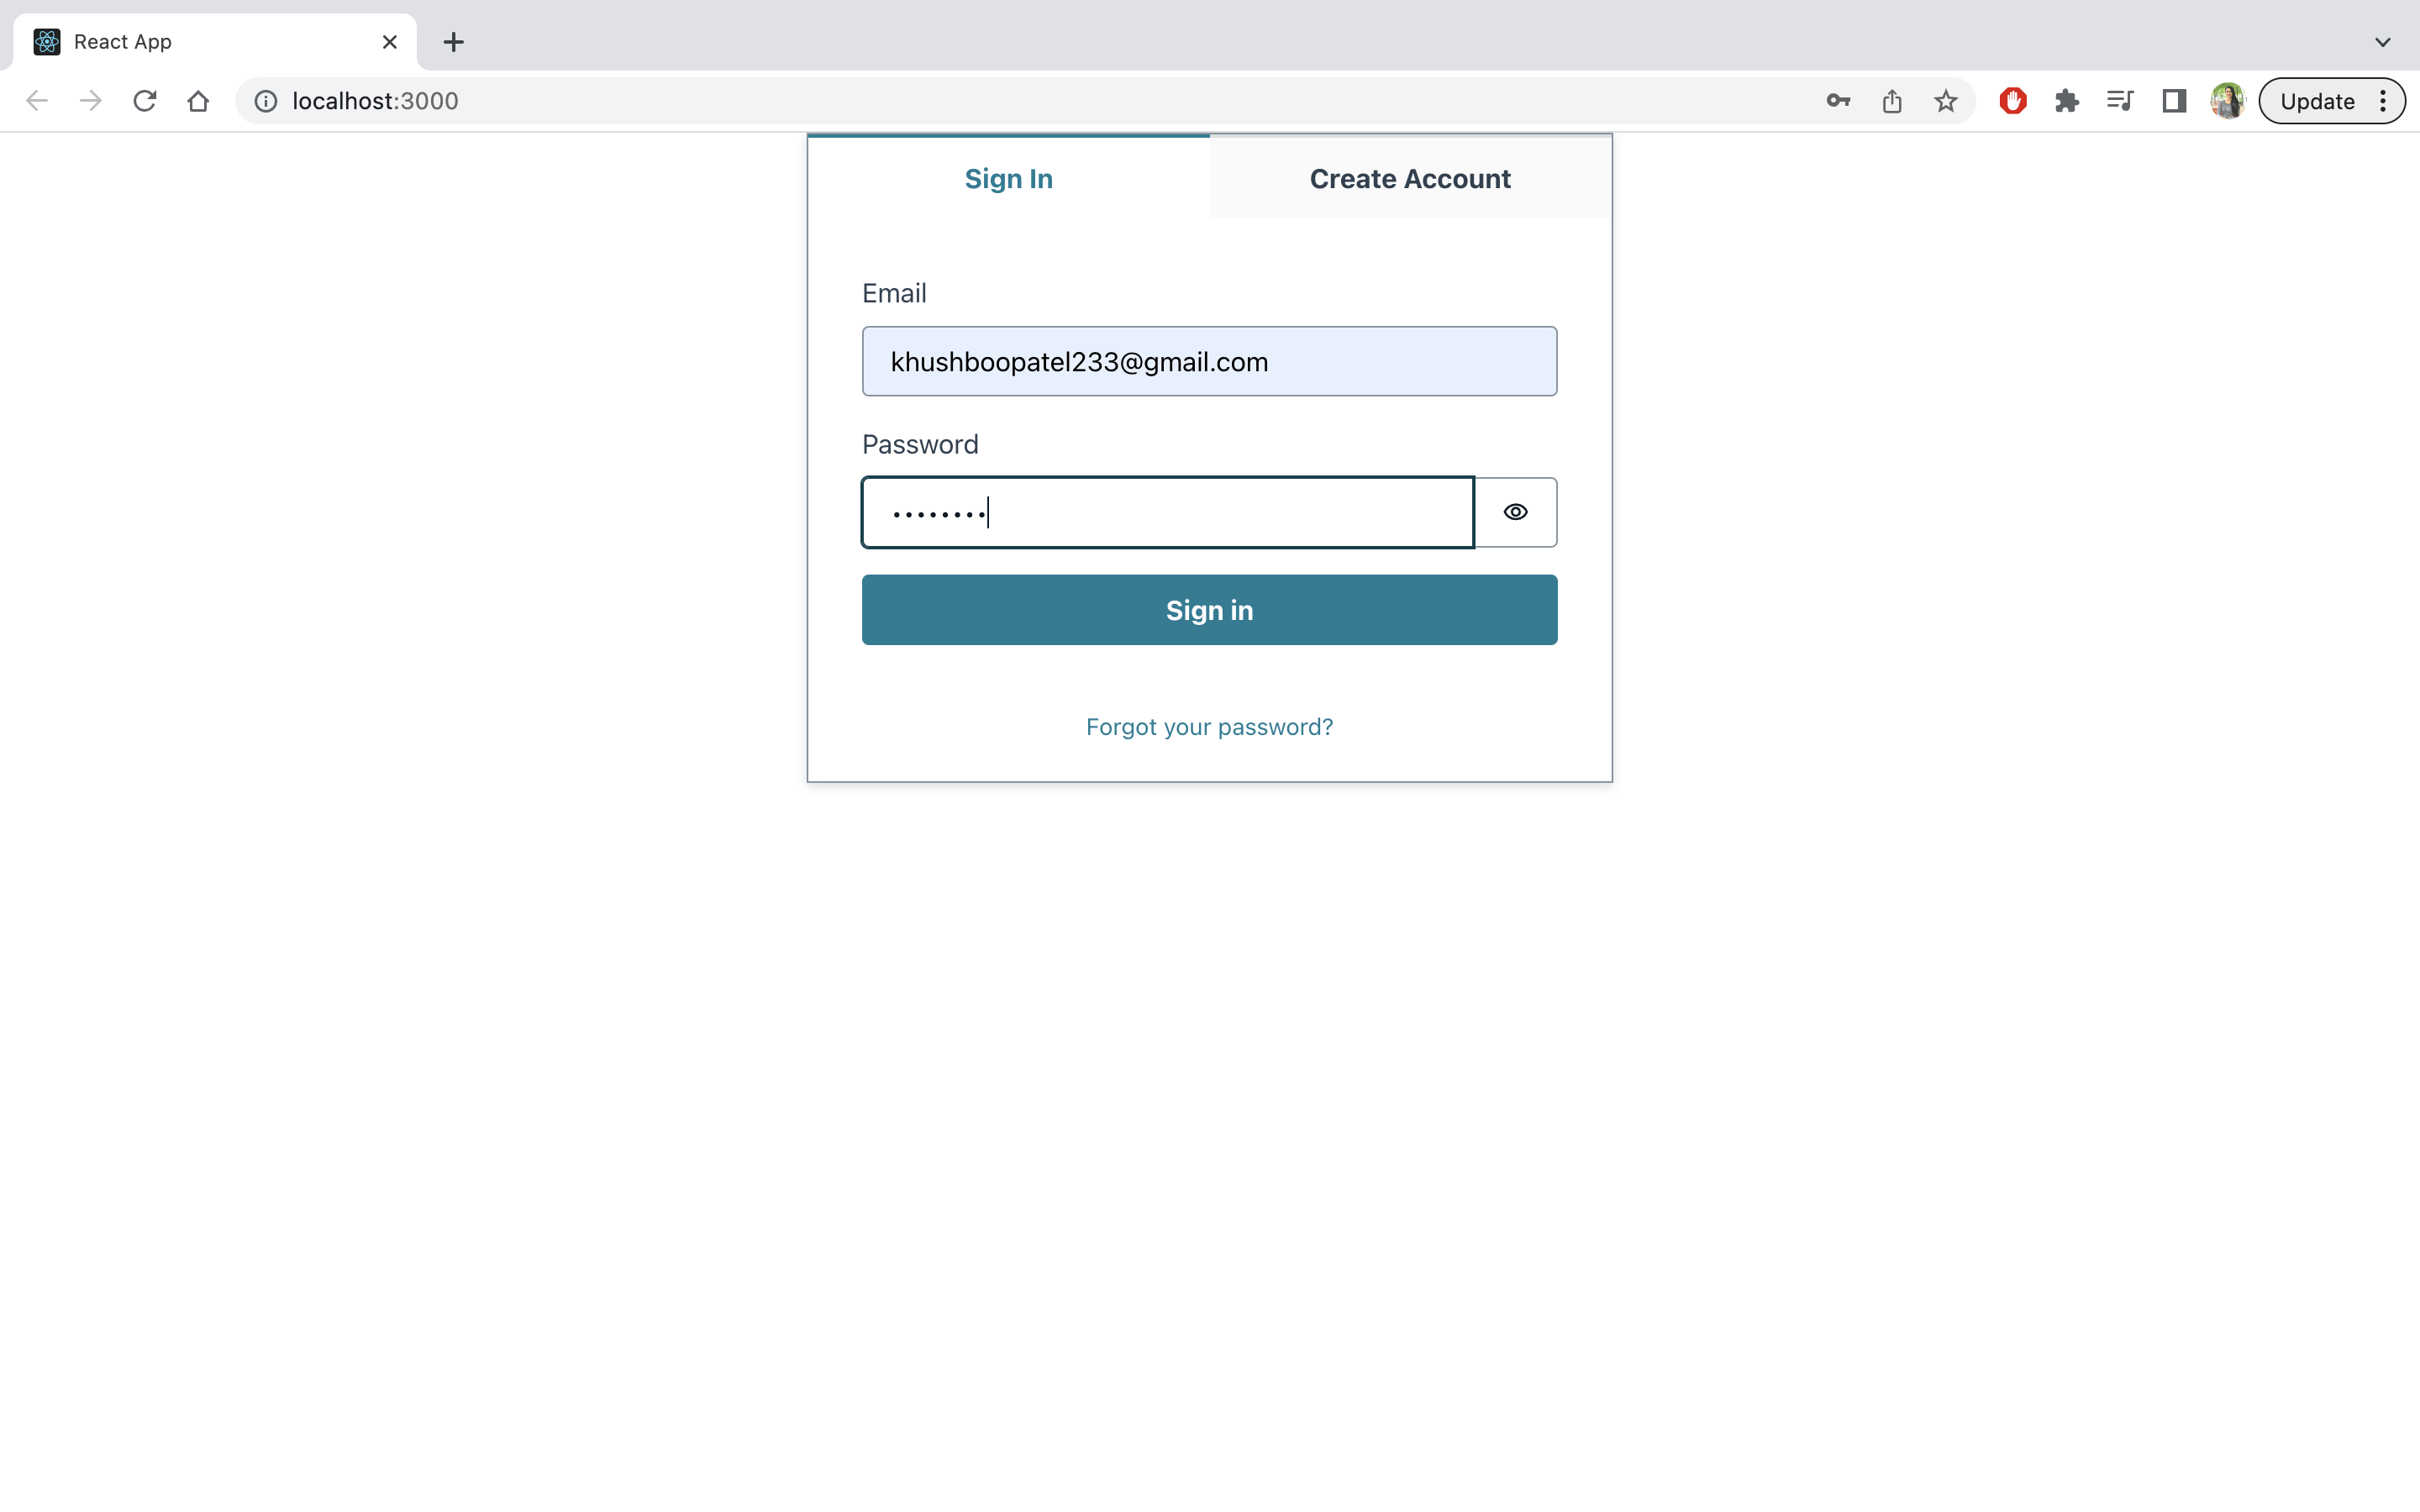 React App
localhost:3000
Update
Sign In
Create Account
Email
khushboopatel233@gmail.com
Password
••••••••
Sign in
Forgot your password?